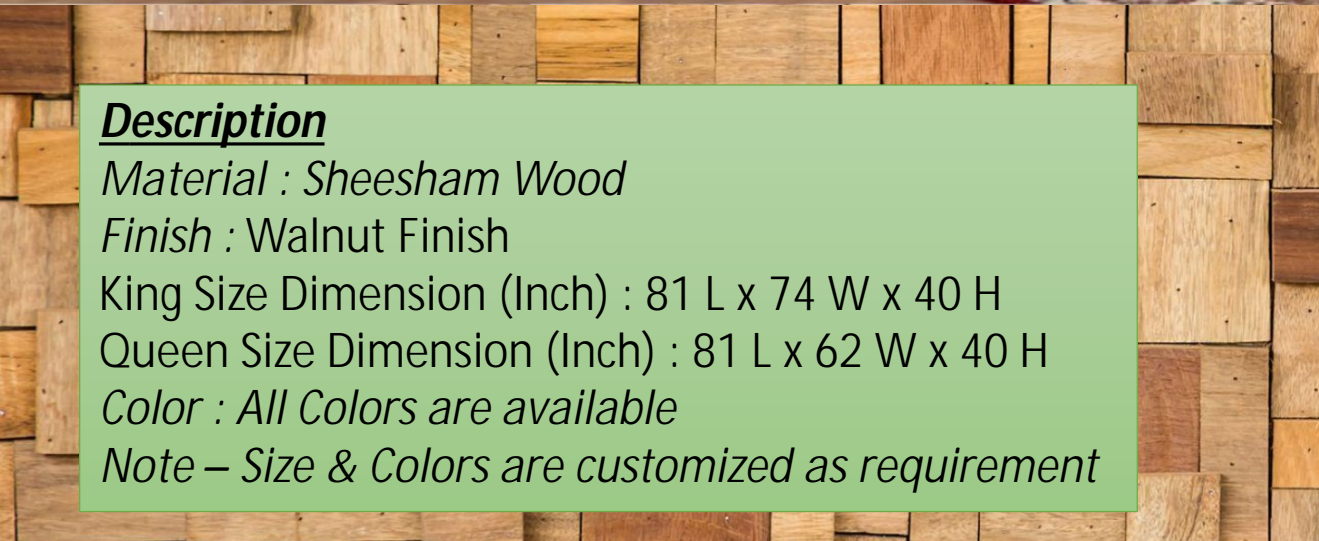 Description
Material : Sheesham Wood
Finish : Walnut Finish
King Size Dimension (Inch) : 81 L x 74 W x 40 H
Queen Size Dimension (Inch) : 81 L x 62 W x 40 H
Color : All Colors are available
Note – Size & Colors are customized as requirement